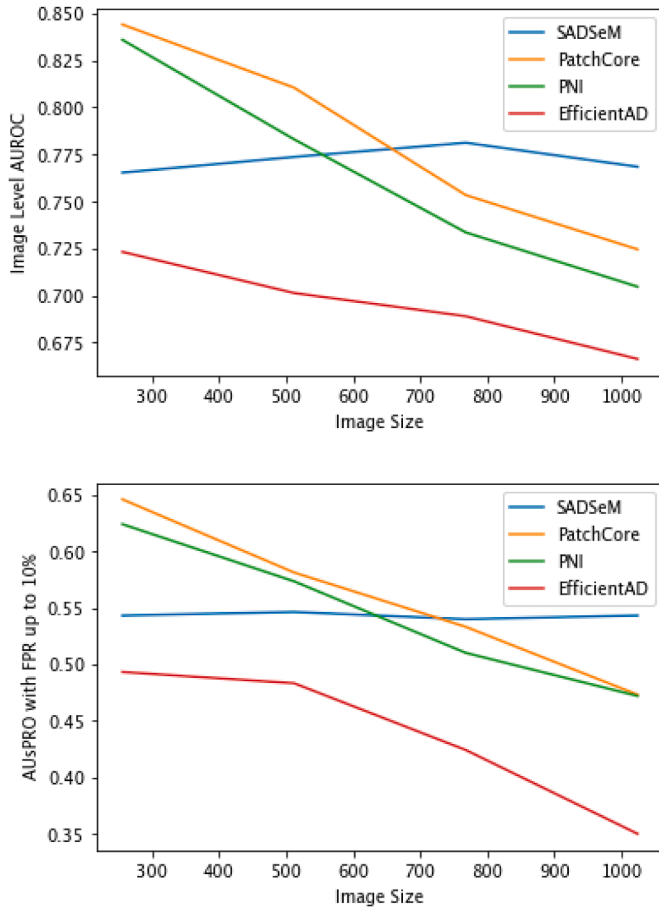 0.850
0.825
0.800
0.775
0.750
0.725
0.700
0.675
Image Level AUROC
SADSeM
PatchCore
PNI
EfficientAD
300 400 500 600 700 800 900 1000
Image Size
0.65
0.60
0.55
0.50
0.45
0.40
0.35
AUsPRO with FPR up to 10%
SADSeM
PatchCore
PNI
EfficientAD
300 400 500 600 700 800 900 1000
Image Size